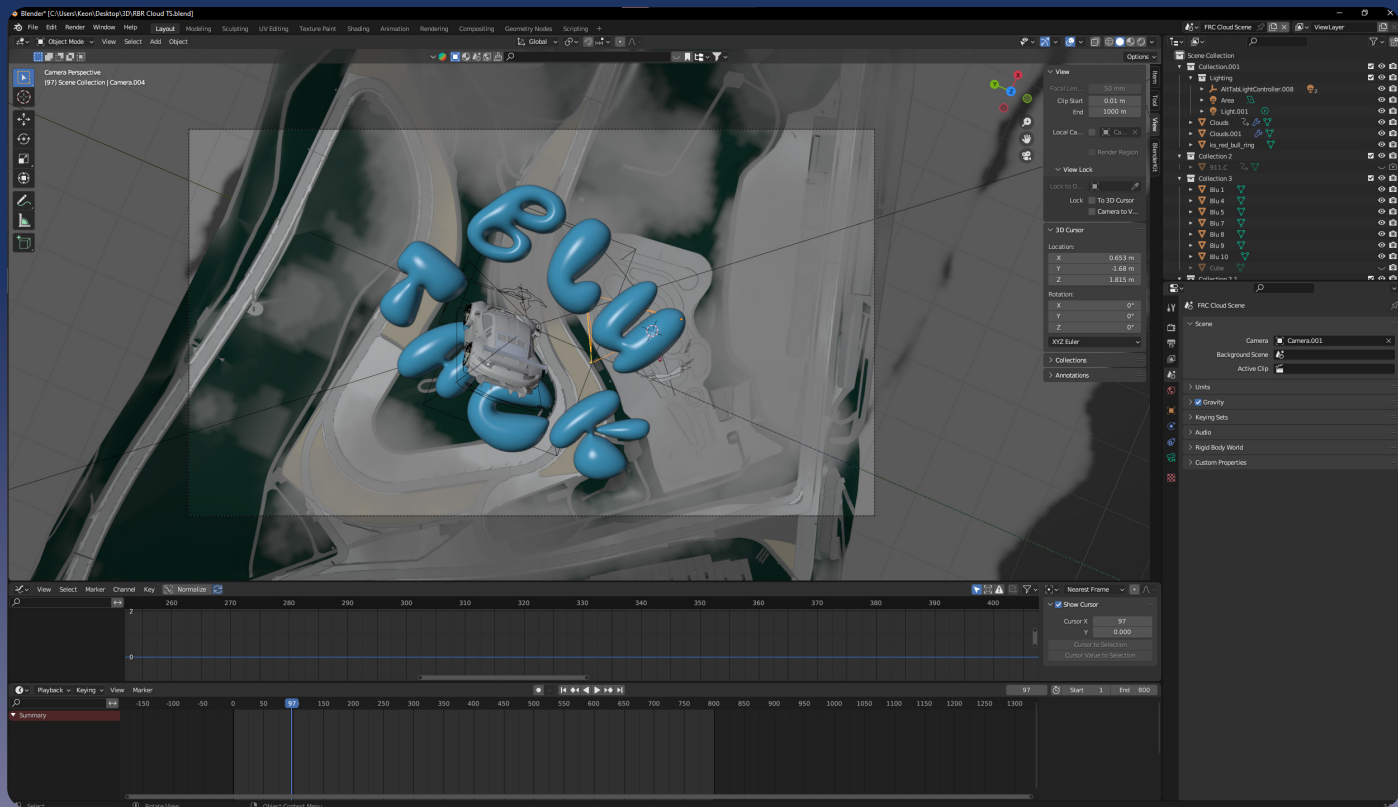 Blender* [C:\Users\Keon\Desktop\3D\RBR Cloud TS.blend]
File Edit Render Window Help Layout Modeling Sculpting UV Editing Texture Paint Shading Animation Rendering Compositing Geometry Nodes Scripting + FRC Cloud Scene ViewLayer
Object Mode View Select Add Object Global
Options
Camera Perspective
(97) Scene Collection | Camera.004
View
Focal Len... 50 mm
Clip Start 0.01 m
End 1000 m
Local Ca... Ca...
Render Region
View Lock
Lock to O...
Lock To 3D Cursor
Camera to V...
3D Cursor
Location:
X 0.653 m
Y -1.68 m
Z 1.815 m
Rotation:
X 0°
Y 0°
Z 0°
XYZ Euler
Collections
Annotations
Item
Tool
View
BlenderKit
X
Y
Z
Scene Collection
Collection.001
Lighting
AltTabLightController.008 2
Area
Light.001
Clouds
Clouds.001
ks_red_bull_ring
Collection 2
911.C
Collection 3
Blu 1
Blu 4
Blu 5
Blu 7
Blu 8
Blu 9
Blu 10
Cube
FRC Cloud Scene
Scene
Camera Camera.001
Background Scene
Active Clip
Units
Gravity
Keying Sets
Audio
Rigid Body World
Custom Properties
View Select Marker Channel Key Normalize Nearest Frame
260 270 280 290 300 310 320 330 340 350 360 370 380 390 400
2
0
Show Cursor
Cursor X 97
Y 0.000
Cursor to Selection
Cursor Value to Selection
Playback Keying View Marker 97 Start 1 End 800
-150 -100 -50 0 50 97 150 200 250 300 350 400 450 500 550 600 650 700 750 800 850 900 950 1000 1050 1100 1150 1200 1250 1300
Summary
Select Rotate View Object Context Menu